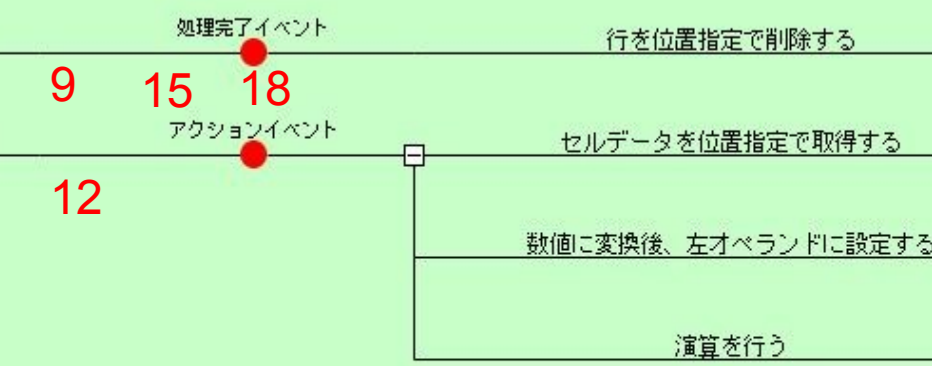 処理完了イベント
行を位置指定で削除する
9 15 18
アクションイベント
セルデータを位置指定で取得する
12
数値に変換後、左オペランドに設定する
演算を行う